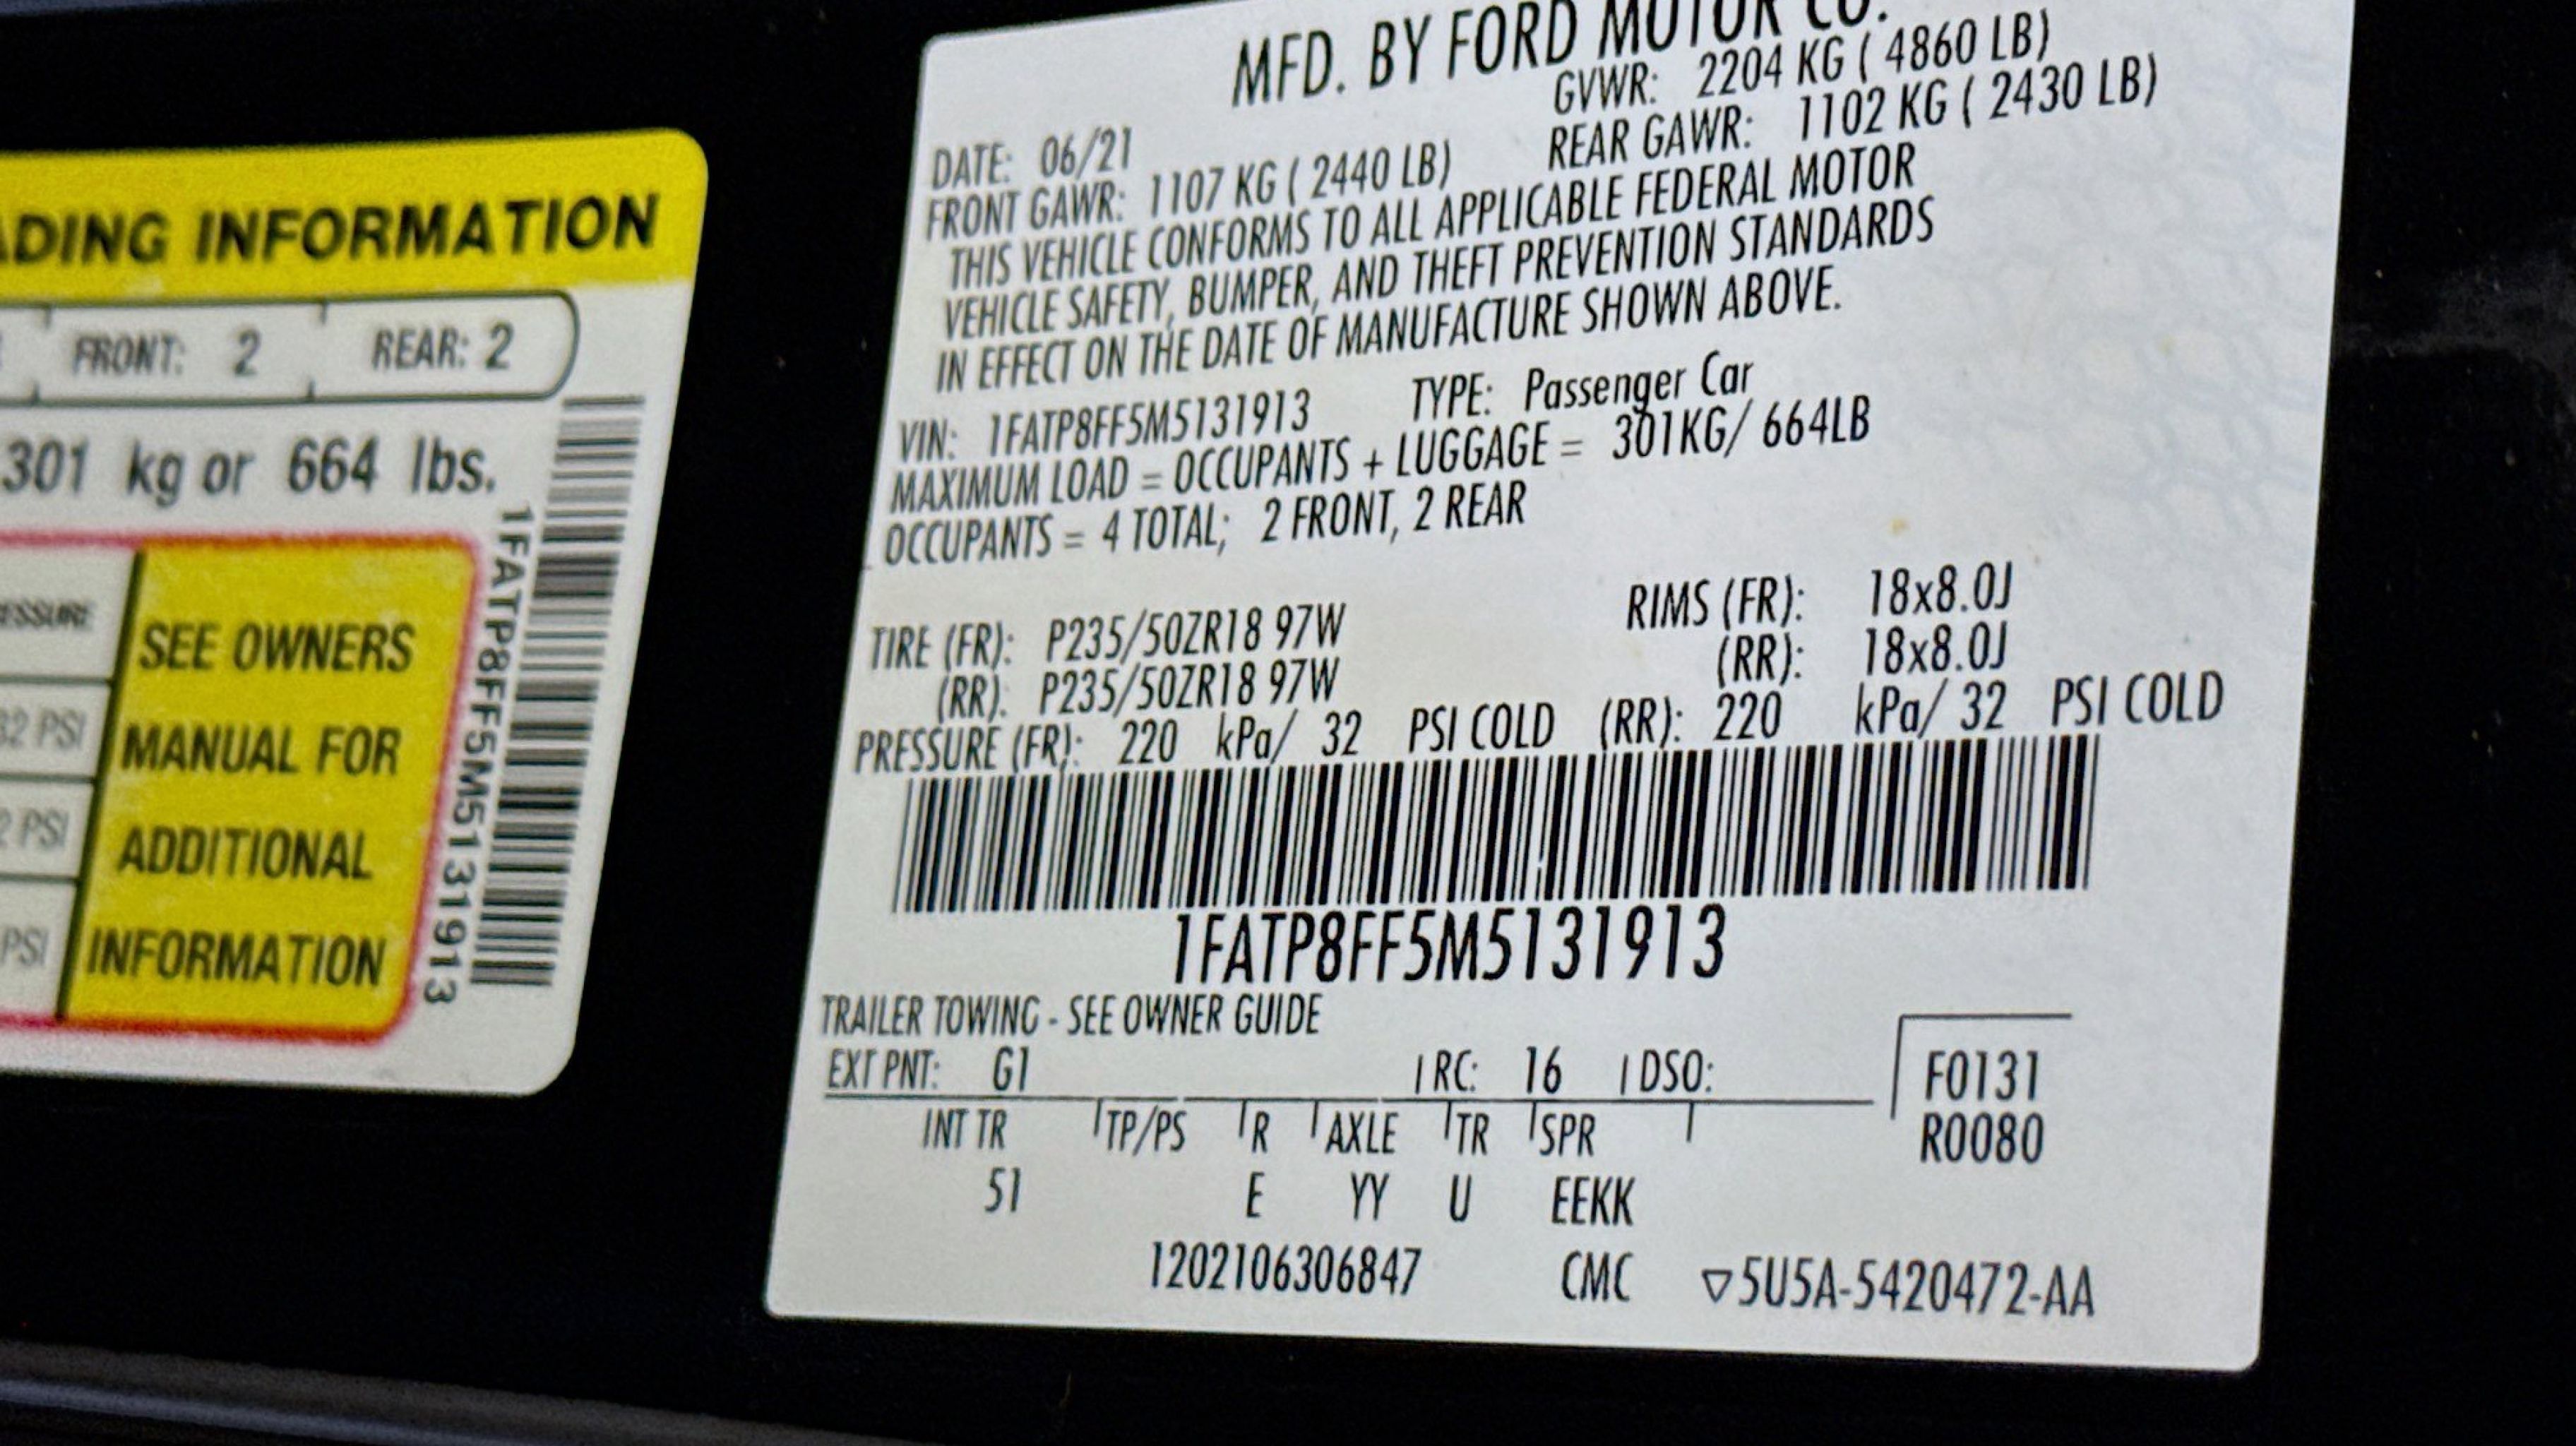 ADING INFORMATION
FRONT: 2 REAR: 2
301 kg or 664 lbs.
SEE OWNERS
MANUAL FOR
ADDITIONAL
INFORMATION
32 PSI
2 PSI
PSI
1FATP8FF5M5131913
MFD. BY FORD MOTOR CO.
DATE: 06/21 GVWR: 2204 KG ( 4860 LB)
FRONT GAWR: 1107 KG ( 2440 LB) REAR GAWR: 1102 KG ( 2430 LB)
THIS VEHICLE CONFORMS TO ALL APPLICABLE FEDERAL MOTOR
VEHICLE SAFETY, BUMPER, AND THEFT PREVENTION STANDARDS
IN EFFECT ON THE DATE OF MANUFACTURE SHOWN ABOVE.
VIN: 1FATP8FF5M5131913 TYPE: Passenger Car
MAXIMUM LOAD = OCCUPANTS + LUGGAGE = 301KG/ 664LB
OCCUPANTS = 4 TOTAL; 2 FRONT, 2 REAR
TIRE (FR): P235/50ZR18 97W RIMS (FR): 18x8.0J
(RR): P235/50ZR18 97W (RR): 18x8.0J
PRESSURE (FR): 220 kPa/ 32 PSI COLD (RR): 220 kPa/ 32 PSI COLD
1FATP8FF5M5131913
TRAILER TOWING - SEE OWNER GUIDE
EXT PNT: G1 RC: 16 DSO: F0131
INT TR TP/PS R AXLE TR SPR R0080
51 E YY U EEKK
1202106306847 CMC ▽5U5A-5420472-AA